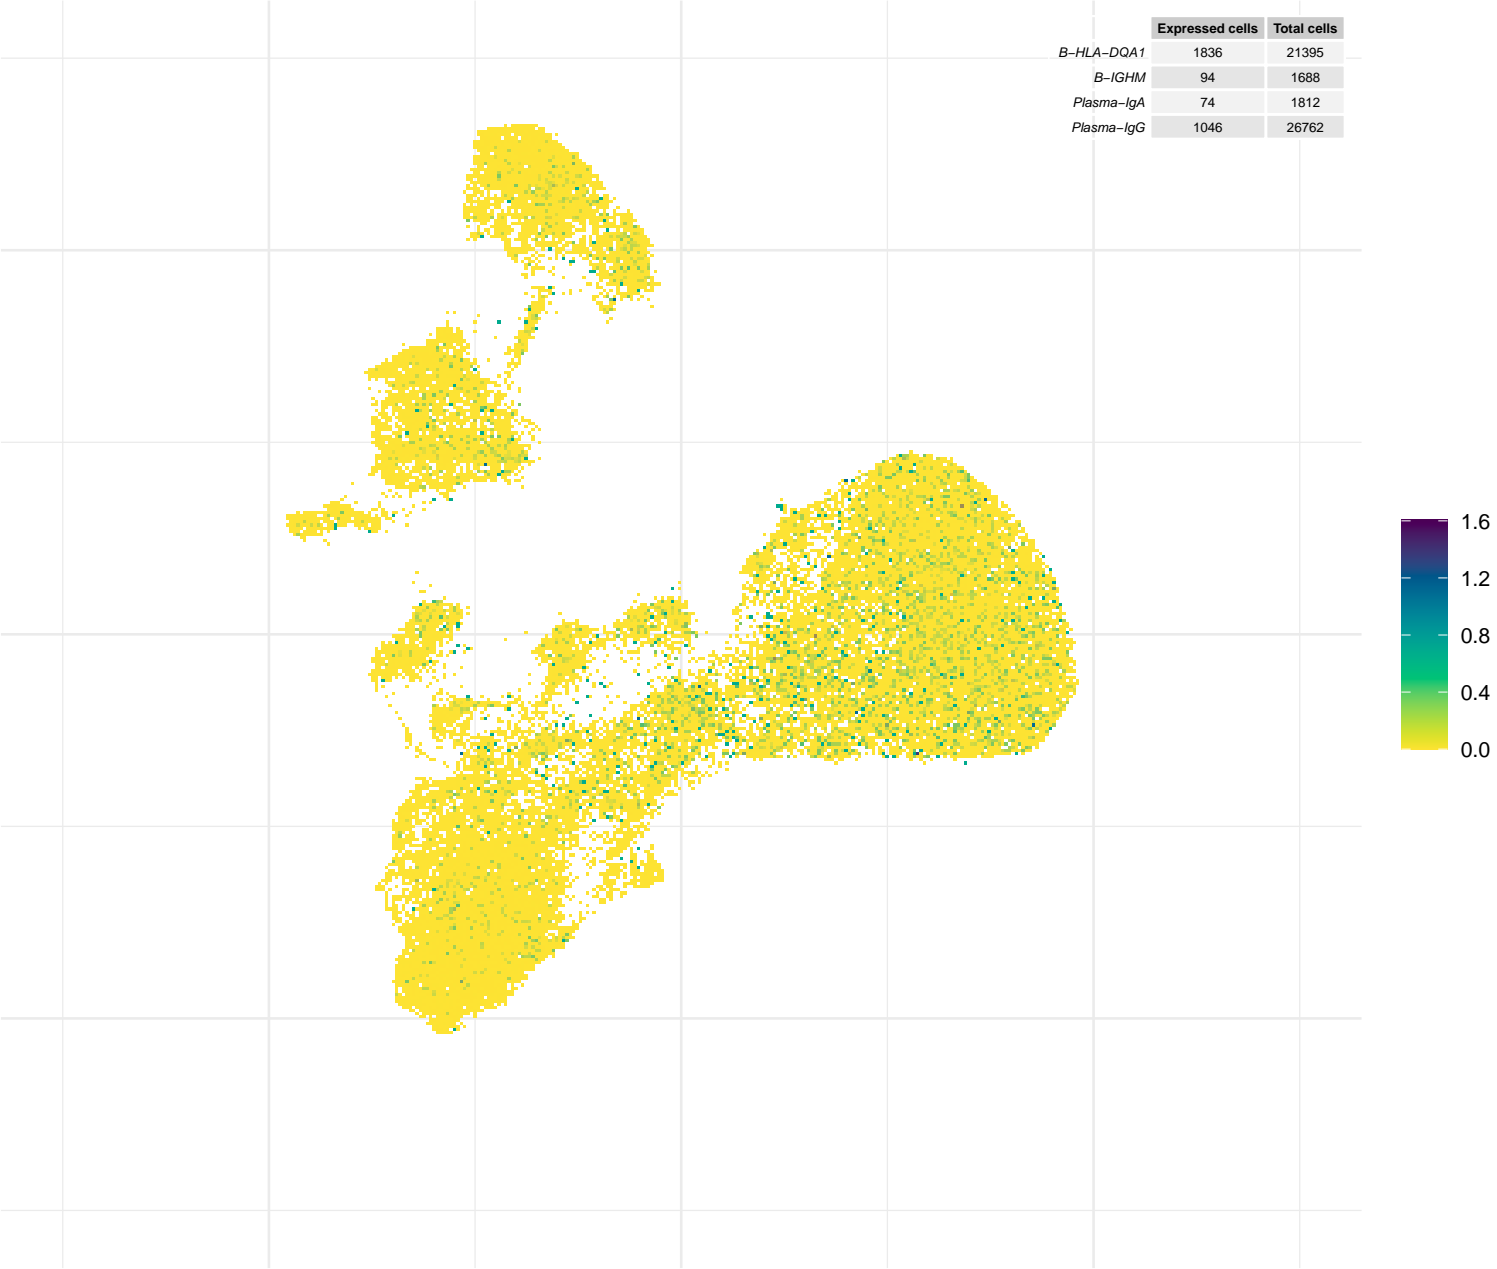 Expressed cells Total cells
B−HLA−DQA1 1836 21395
B−IGHM 94 1688
Plasma−IgA 74 1812
Plasma−IgG 1046 26762
1.6
1.2
0.8
0.4
0.0